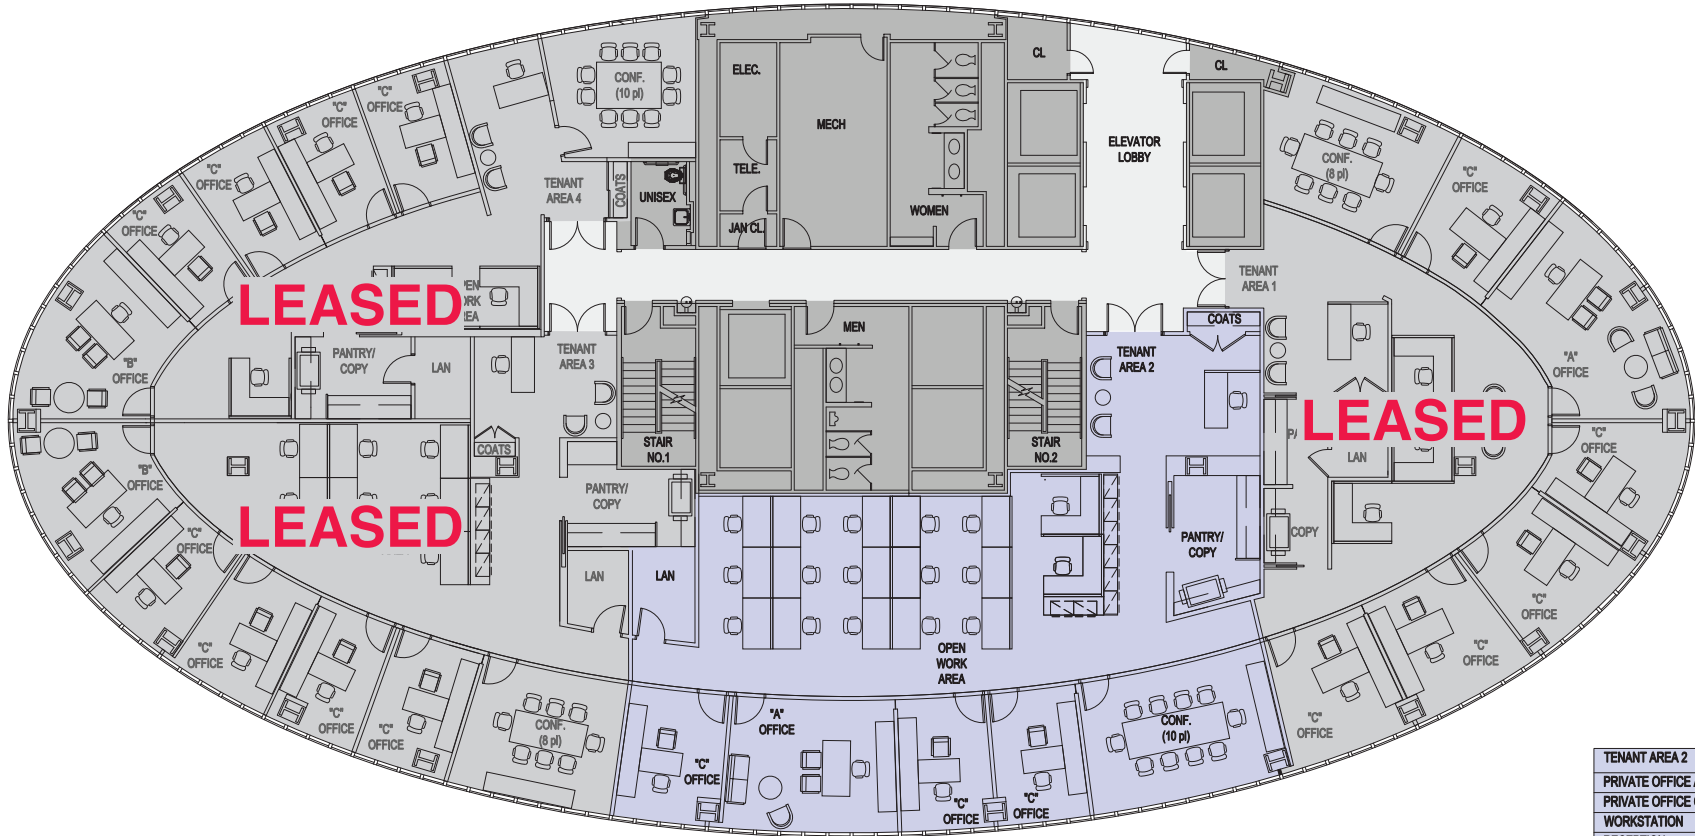 CONF.
(10 pl)
ELEC.
CL
CL
"C"
OFFICE
"C"
OFFICE
"C"
OFFICE
"C"
OFFICE
MECH
ELEVATOR
LOBBY
CONF.
(8 pl)
"C"
OFFICE
TELE.
TENANT
AREA 4
COATS
UNISEX
WOMEN
JAN CL.
TENANT
AREA 1
LEASED
COATS
MEN
"B"
OFFICE
PANTRY/
COPY
LAN
TENANT
AREA 3
TENANT
AREA 2
"A"
OFFICE
LEASED
STAIR
NO.1
STAIR
NO.2
COATS
LAN
"C"
OFFICE
"B"
OFFICE
PANTRY/
COPY
LEASED
"C"
OFFICE
COPY
PANTRY/
COPY
LAN
LAN
"C"
OFFICE
"C"
OFFICE
OPEN
WORK
AREA
"C"
OFFICE
"C"
OFFICE
"C"
OFFICE
CONF.
(8 pl)
"A"
OFFICE
CONF.
(10 pl)
"C"
OFFICE
"C"
OFFICE
"C"
OFFICE
"C"
OFFICE
TENANT AREA 2
PRIVATE OFFICE
PRIVATE OFFICE
WORKSTATION